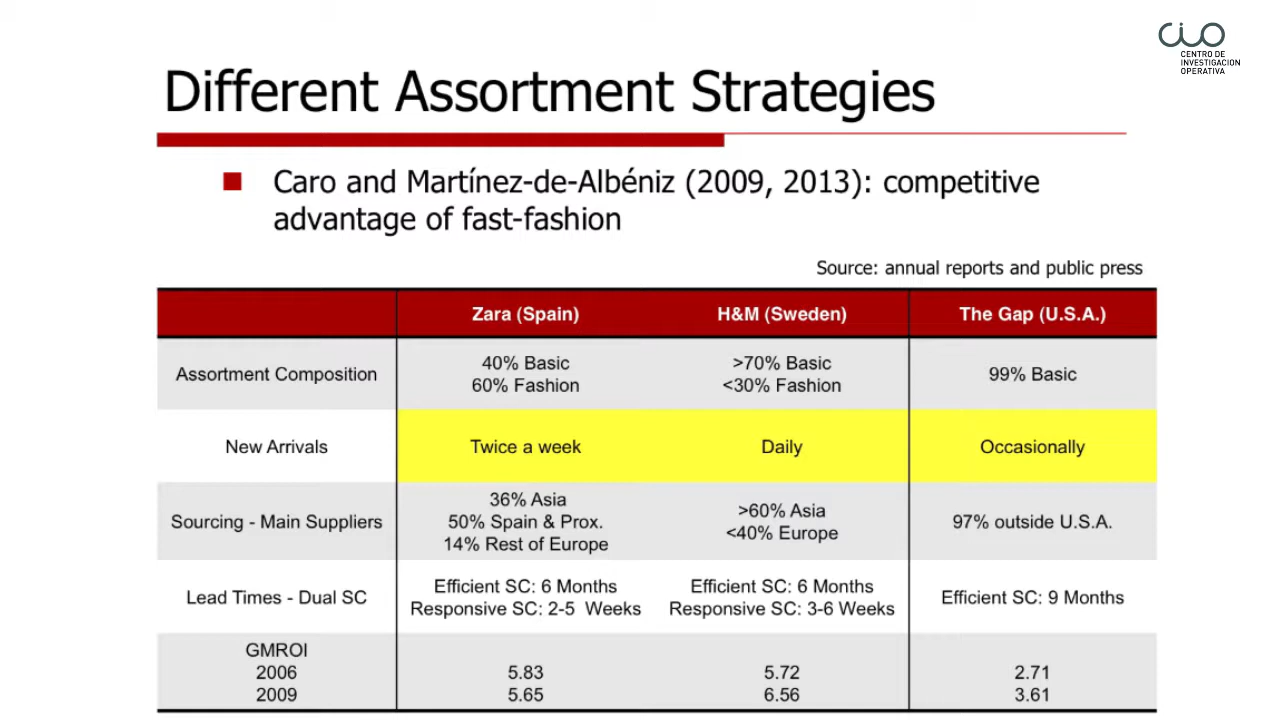 CIO
CENTRO DE
INVESTIGACION
OPERATIVA
Different Assortment Strategies
Caro and Martínez-de-Albéniz (2009, 2013): competitive
advantage of fast-fashion
Source: annual reports and public press
Zara (Spain) H&M (Sweden) The Gap (U.S.A.)
Assortment Composition
40% Basic
60% Fashion
>70% Basic
<30% Fashion
99% Basic
New Arrivals Twice a week Daily Occasionally
Sourcing - Main Suppliers
36% Asia
50% Spain & Prox.
14% Rest of Europe
>60% Asia
<40% Europe
97% outside U.S.A.
Lead Times - Dual SC
Efficient SC: 6 Months
Responsive SC: 2-5 Weeks
Efficient SC: 6 Months
Responsive SC: 3-6 Weeks
Efficient SC: 9 Months
GMROI
2006 5.83 5.72 2.71
2009 5.65 6.56 3.61